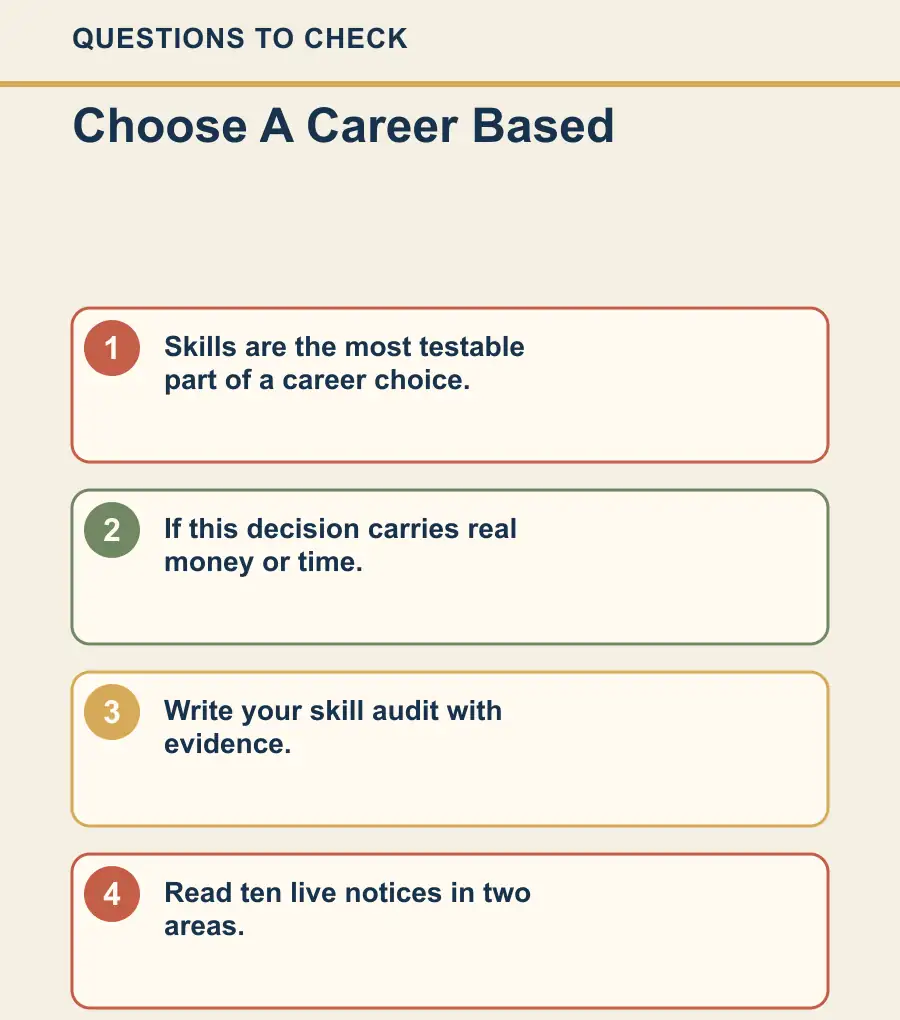 QUESTIONS TO CHECK
Choose A Career Based
1
Skills are the most testable
part of a career choice.
2
If this decision carries real
money or time.
3
Write your skill audit with
evidence.
4
Read ten live notices in two
areas.